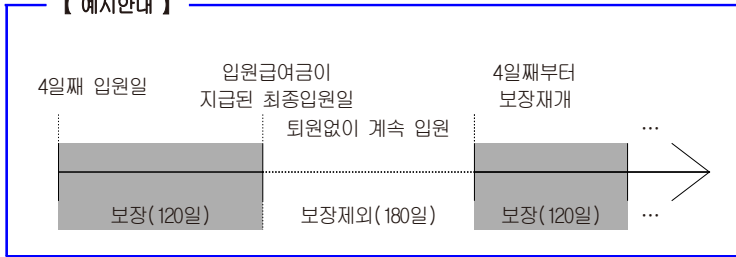 【 예시안내 】
4일째 입원일
입원급여금이
지급된 최종입원일
4일째부터
보장재개
퇴원없이 계속 입원
…
보장(120일)
보장제외(180일)
보장(120일)
…